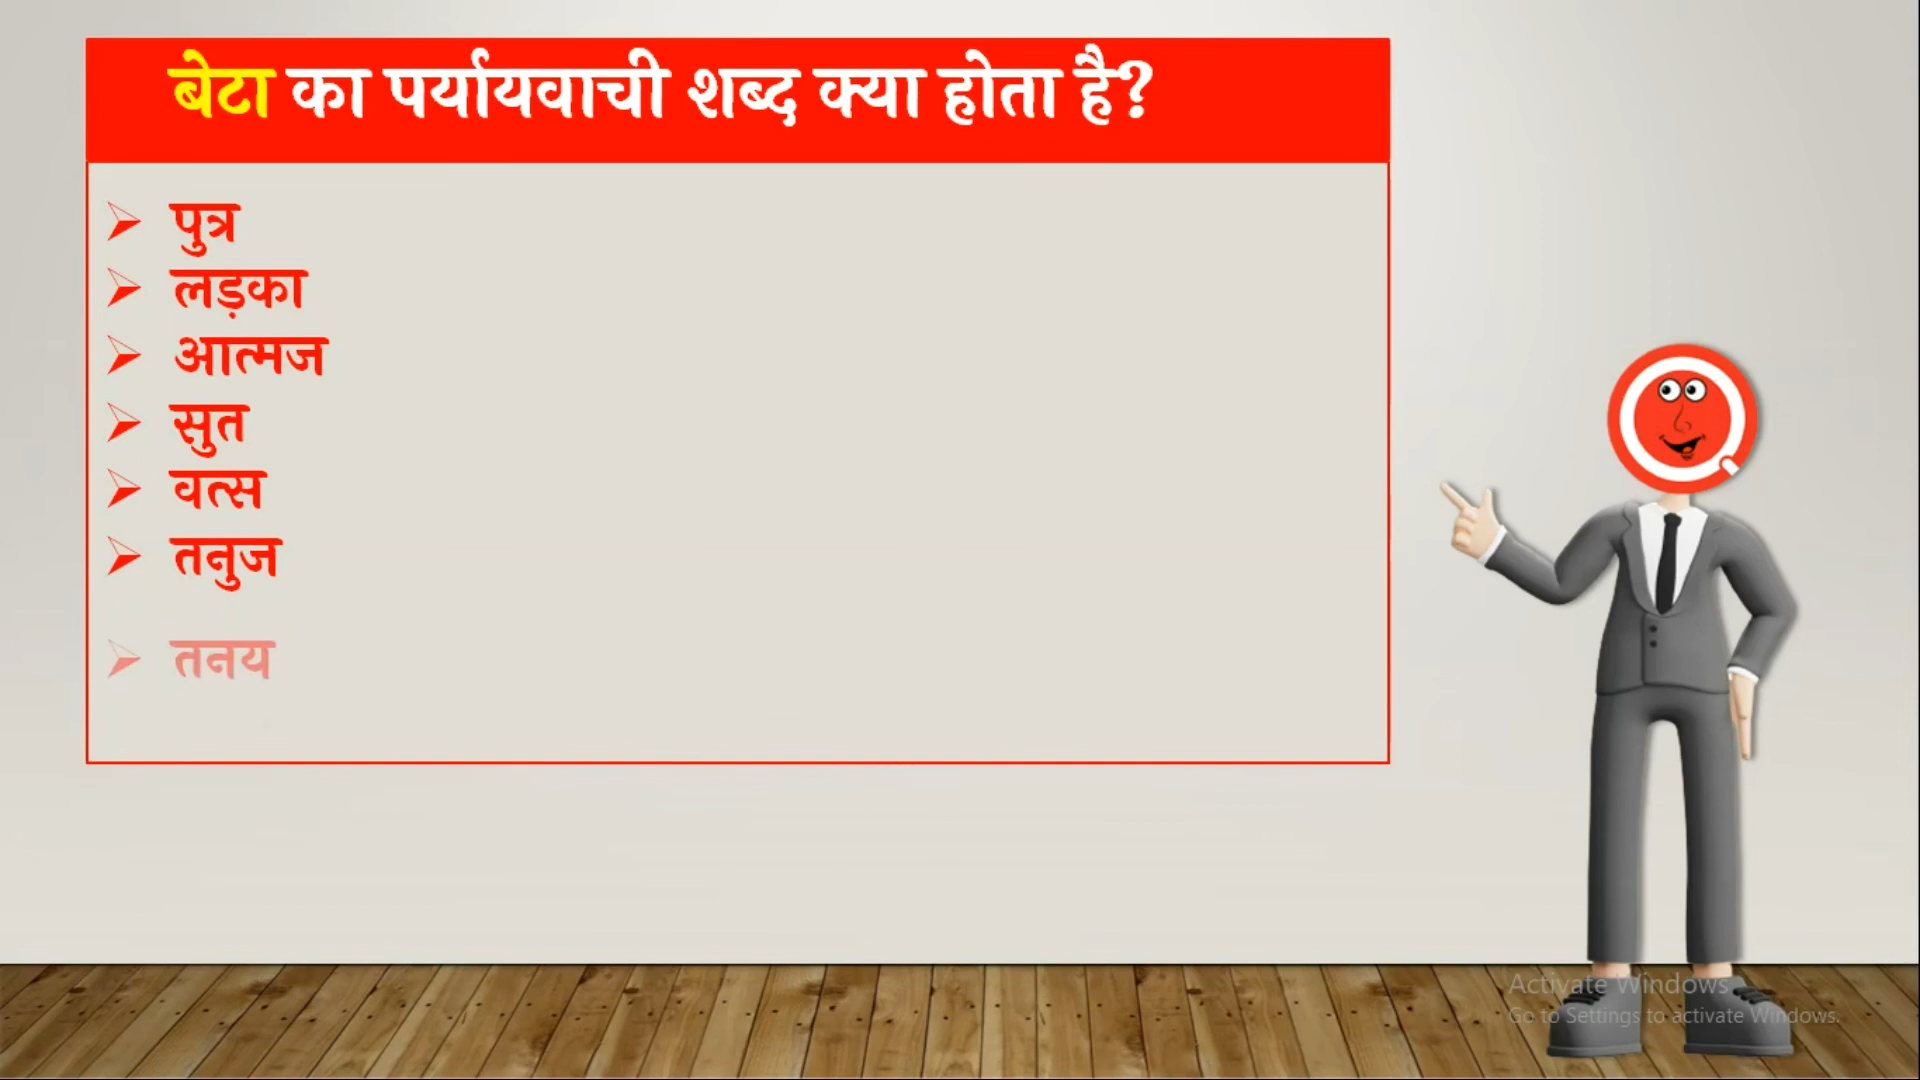 बेटा का पर्यायवाची शब्द क्या होता है?
पुत्र
लड़का
आत्मज
सुत
वत्स
तनुज
तनय
Activate Windows
Go to Settings to activate Windows.